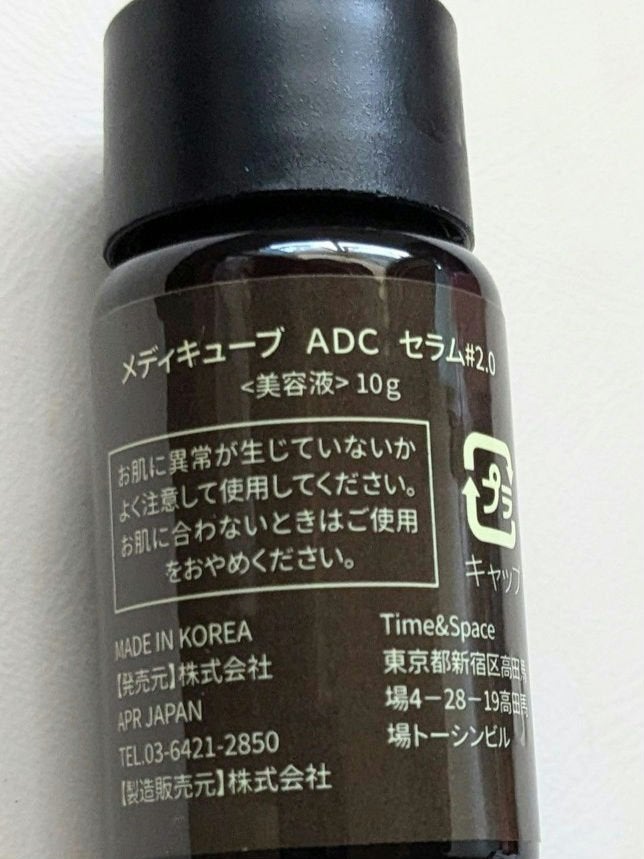 メディキューブ ADC セラム#2.0
<美容液> 10g
お肌に異常が生じていないか
よく注意して使用してください。
お肌に合わないときはご使用
をおやめください。
プラ
キャップ
MADE IN KOREA
【発売元】株式会社
APR JAPAN
TEL.03-6421-2850
【製造販売元】株式会社
Time&Space
東京都新宿区高田馬
場4－28－19高田馬
場トーシンビル